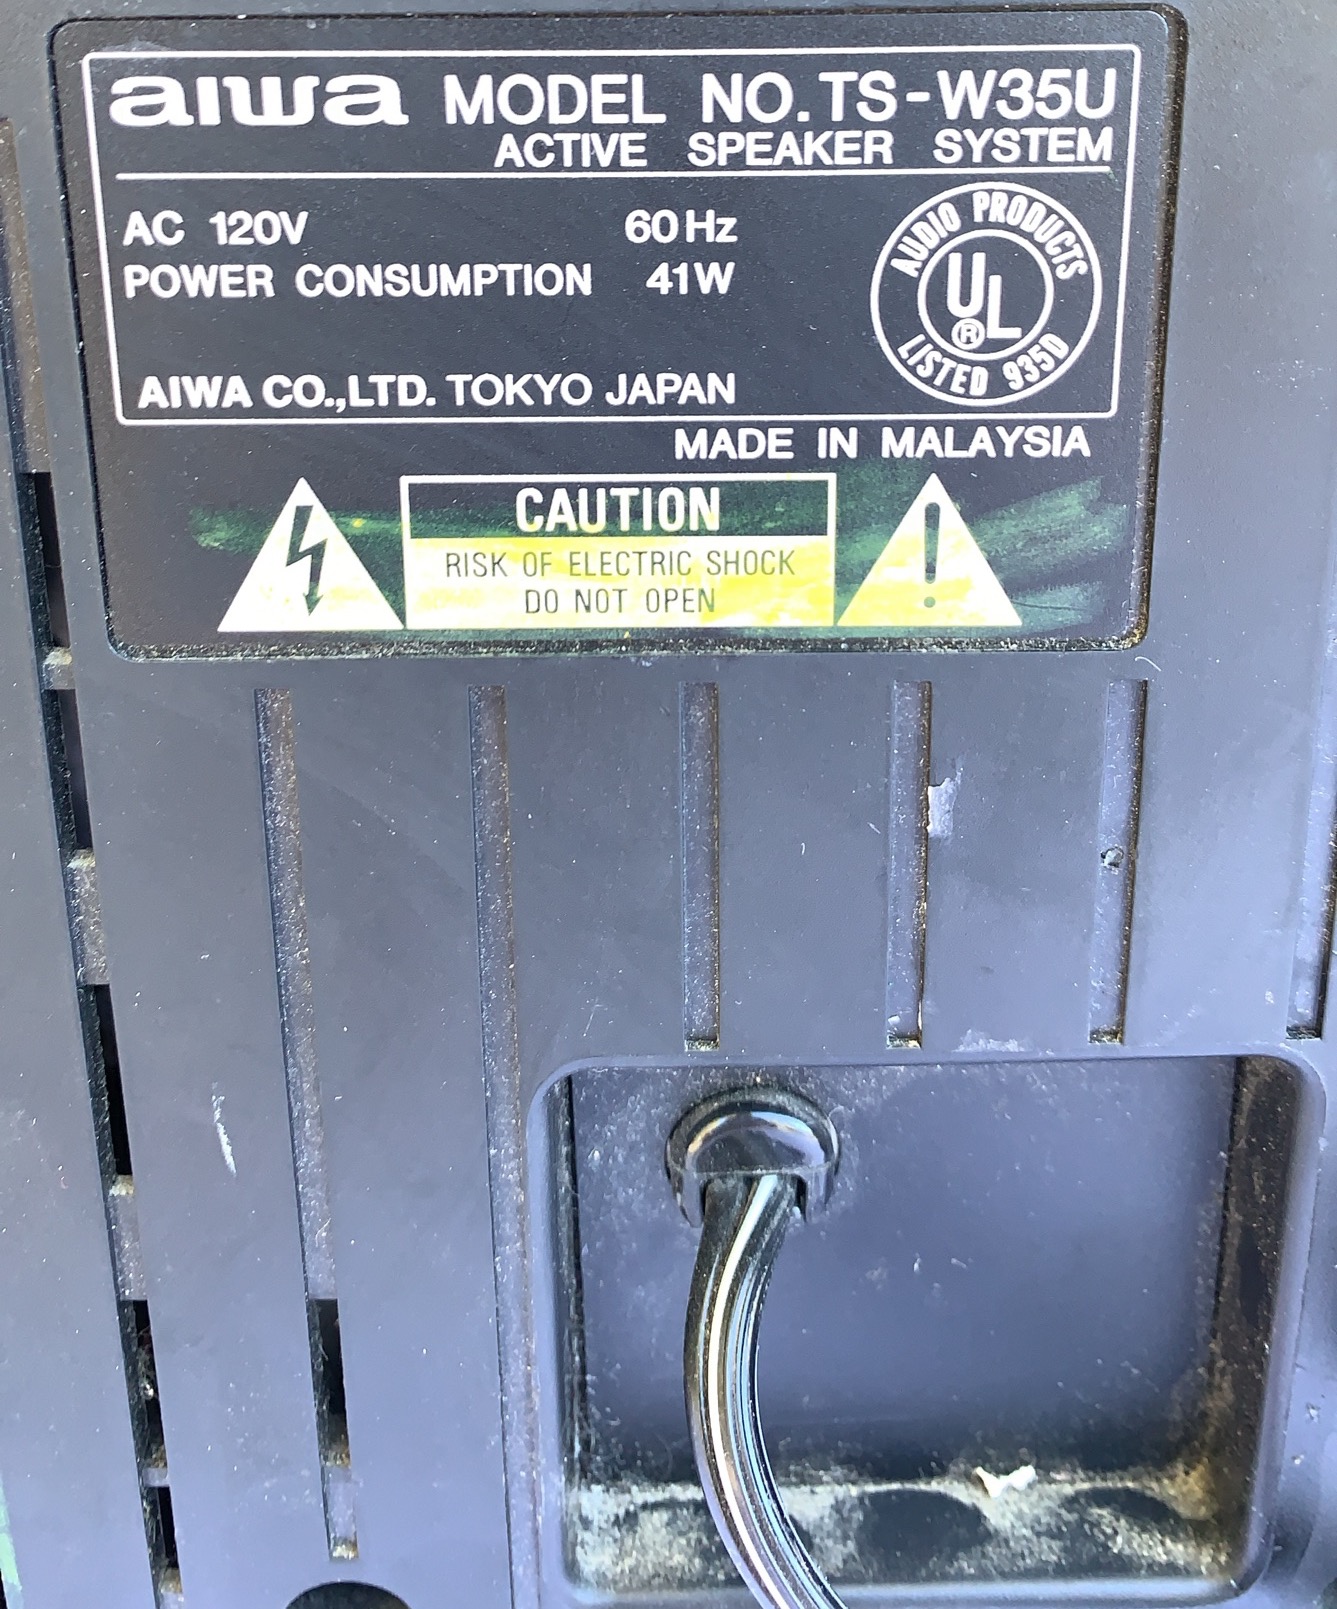 aiwa MODEL NO. TS-W35U
ACTIVE SPEAKER SYSTEM
AC 120V 60Hz
POWER CONSUMPTION 41W
AUDIO PRODUCTS
UL
®
LISTED 935D
AIWA CO.,LTD. TOKYO JAPAN
MADE IN MALAYSIA
CAUTION
RISK OF ELECTRIC SHOCK
DO NOT OPEN